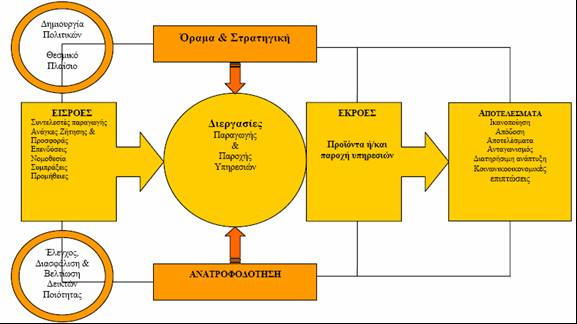 Δημιουργία
Πολιτικών
Θεσμικό
Πλαίσιο
Όραμα & Στρατηγική
ΕΙΣΡΟΕΣ
Συντελεστές παραγωγής
Ανάγκες Ζήτησης &
Προσφοράς
Επενδύσεις
Νομοθεσία
Συμπράξεις
Προμήθειες
Διεργασίες
Παραγωγής
&
Παροχής
Υπηρεσιών
ΕΚΡΟΕΣ
Προϊόντα ή/και
παροχή υπηρεσιών
ΑΠΟΤΕΛΕΣΜΑΤΑ
Ικανοποίηση
Απόδοση
Αποτελέσματα
Ανταγωνισμός
Διατηρήσιμη ανάπτυξη
Κοινωνικοοικονομικές
επιπτώσεις
Έλεγχος,
Διασφάλιση &
Βελτίωση
Δεικτών
Ποιότητας
ΑΝΑΤΡΟΦΟΔΟΤΗΣΗ